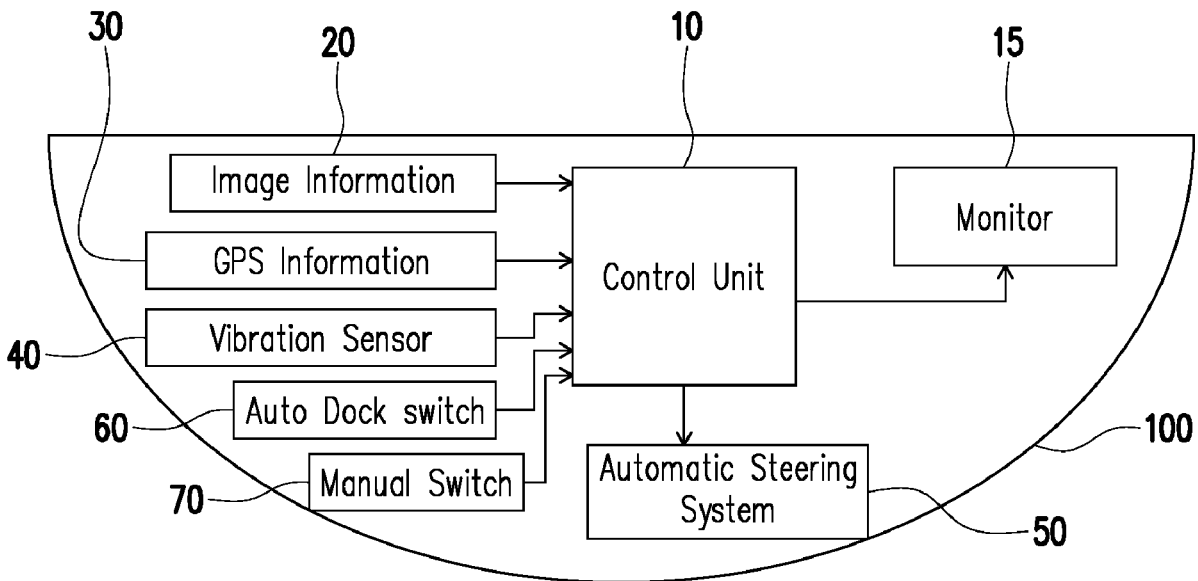 30
20
10
15
Image Information
Monitor
GPS Information
Control Unit
Vibration Sensor
40
Auto Dock switch
60
100
Automatic Steering
System
Manual Switch
70
50